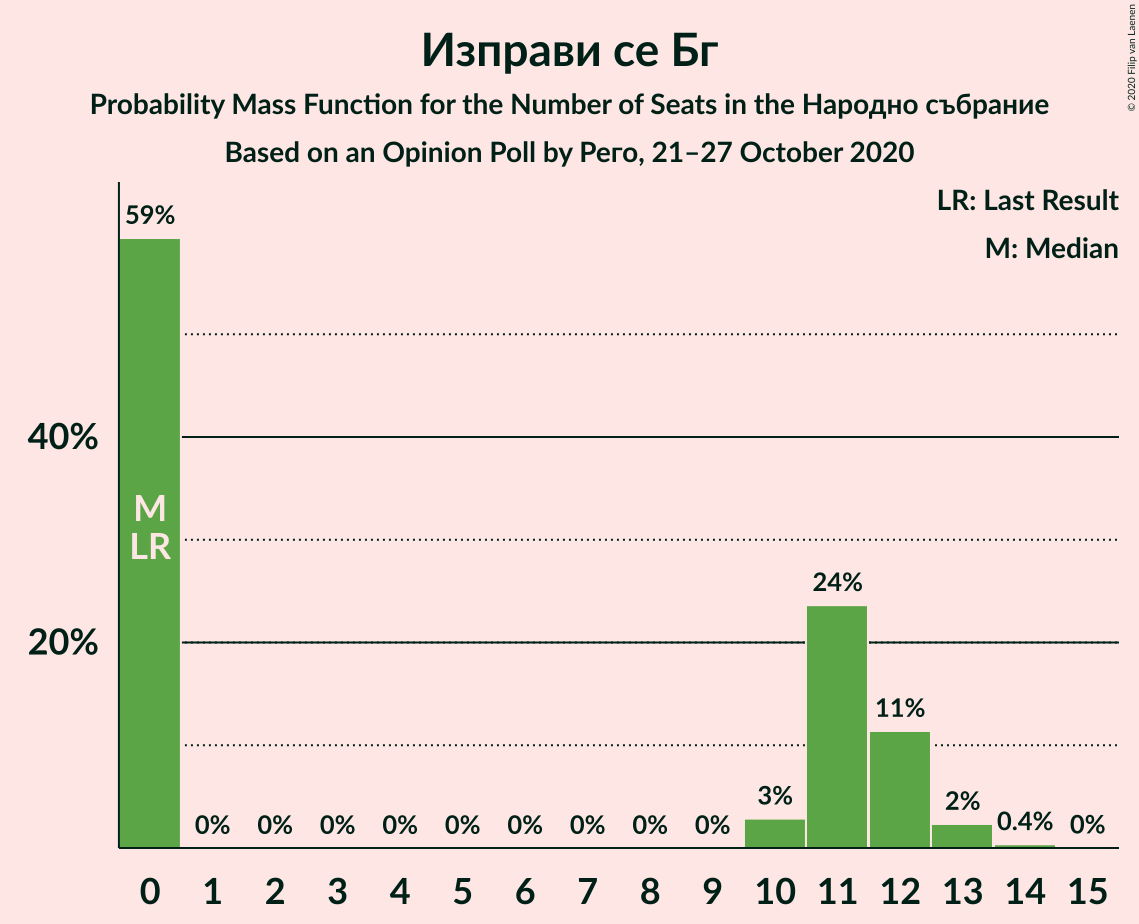 Изправи се Бг
Probability Mass Function for the Number of Seats in the Народно събрание
Based on an Opinion Poll by Рего, 21–27 October 2020
© 2020 Filip van Laenen
LR: Last Result
M: Median
59%
40%
M
LR
24%
20%
11%
3%
2%
0.4%
0%
0% 0% 0% 0% 0% 0% 0% 0% 0%
0 1 2 3 4 5 6 7 8 9 10 11 12 13 14 15